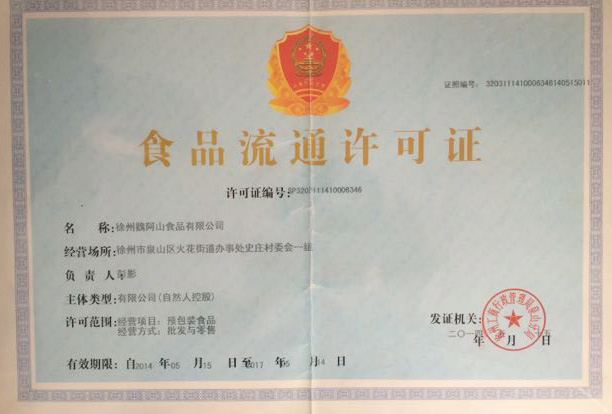 证照编号: 3203111410006346140515011
食品流通许可证
许可证编号:SP3203111410006346
名 称:徐州魏阿山食品有限公司
经营场所:徐州市泉山区火花街道办事处史庄村委会一组
负 责 人 彭影
主体类型:有限公司(自然人控股)
许可范围:经营项目: 预包装食品
经营方式: 批发与零售
发证机关:
二〇一四 年 月 日
有效期限: 自2014 年05 月15 日至2017 年05 月14 日